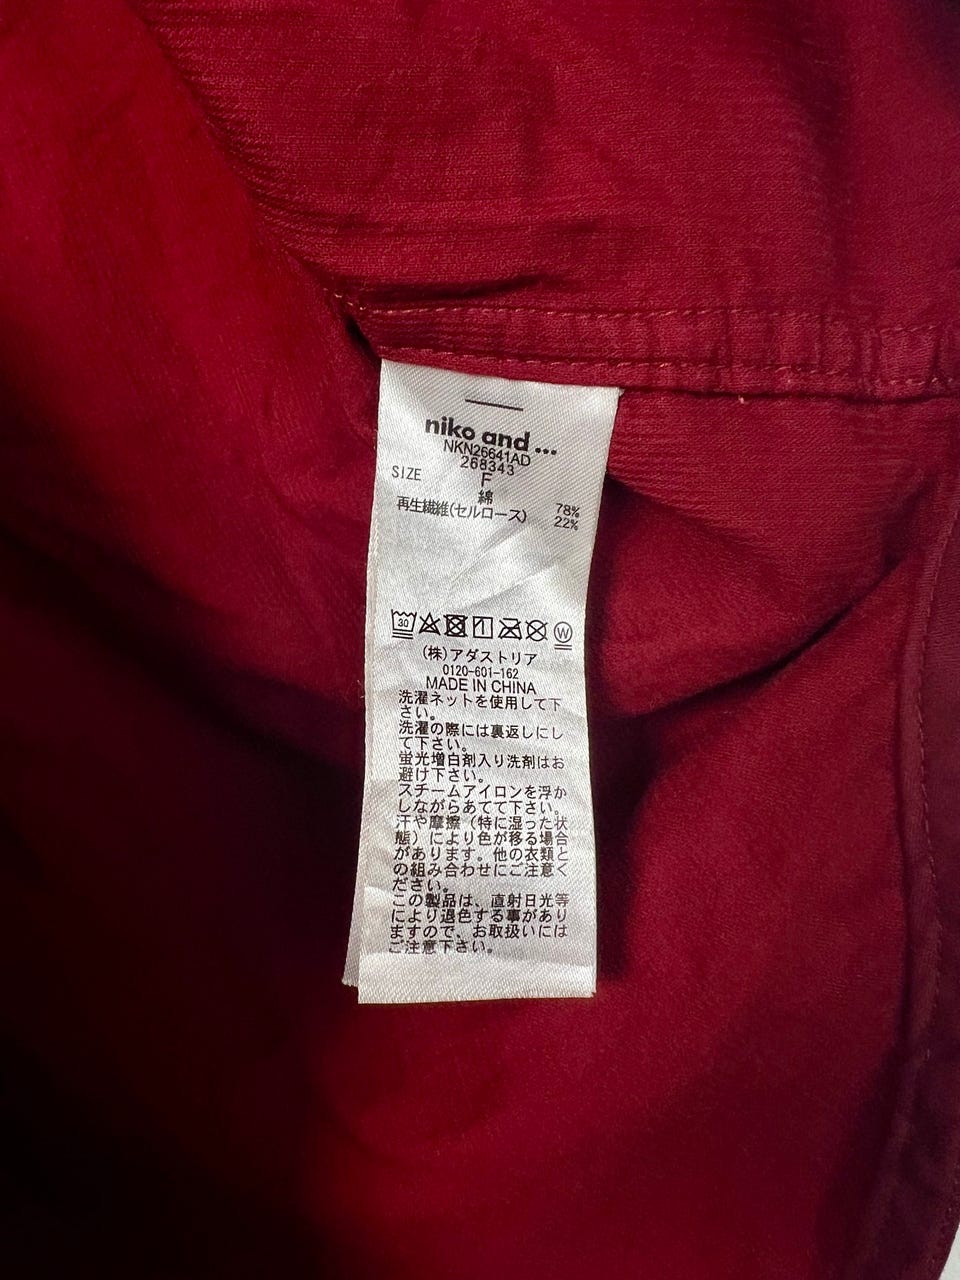 niko and ...
NKN26641AD
268343
SIZE F
綿 78%
再生繊維(セルロース) 22%
30
W
(株)アダストリア
0120-601-162
MADE IN CHINA
洗濯ネットを使用して下
さい。
洗濯の際には裏返しにし
て下さい。
蛍光増白剤入り洗剤はお
避け下さい。
スチームアイロンを浮か
しながらあてて下さい。
汗や摩擦（特に湿った状
態）により色が移る場合
があります。他の衣類と
の組み合わせにご注意く
ださい。
この製品は、直射日光等
により退色する事があり
ますので、お取扱いには
ご注意下さい。